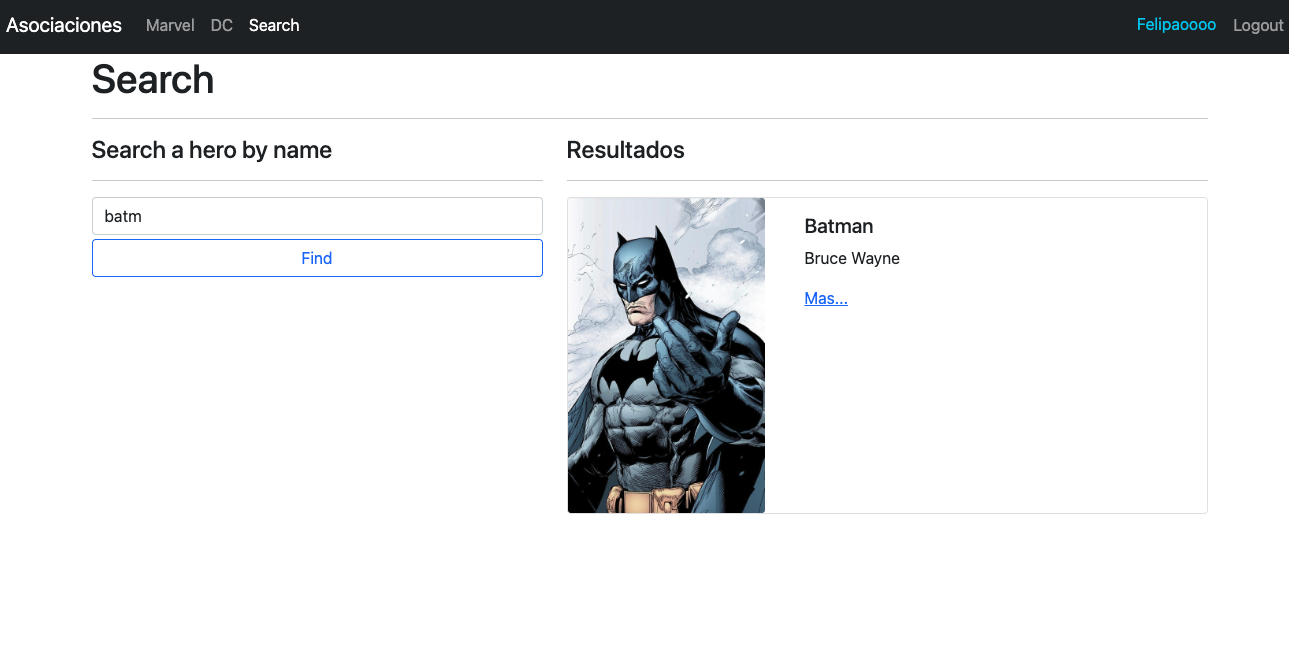 Asociaciones Marvel DC Search Felipaoooo Logout
Search
Search a hero by name
batm
Find
Resultados
Batman
Bruce Wayne
Mas...